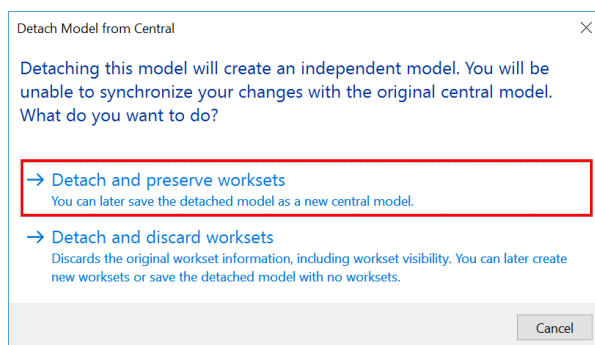 Detach Model from Central
Detaching this model will create an independent model. You will be
unable to synchronize your changes with the original central model.
What do you want to do?
Detach and preserve worksets
You can later save the detached model as a new central model.
Detach and discard worksets
Discards the original workset information, including workset visibility. You can later create
new worksets or save the detached model with no worksets.
Cancel